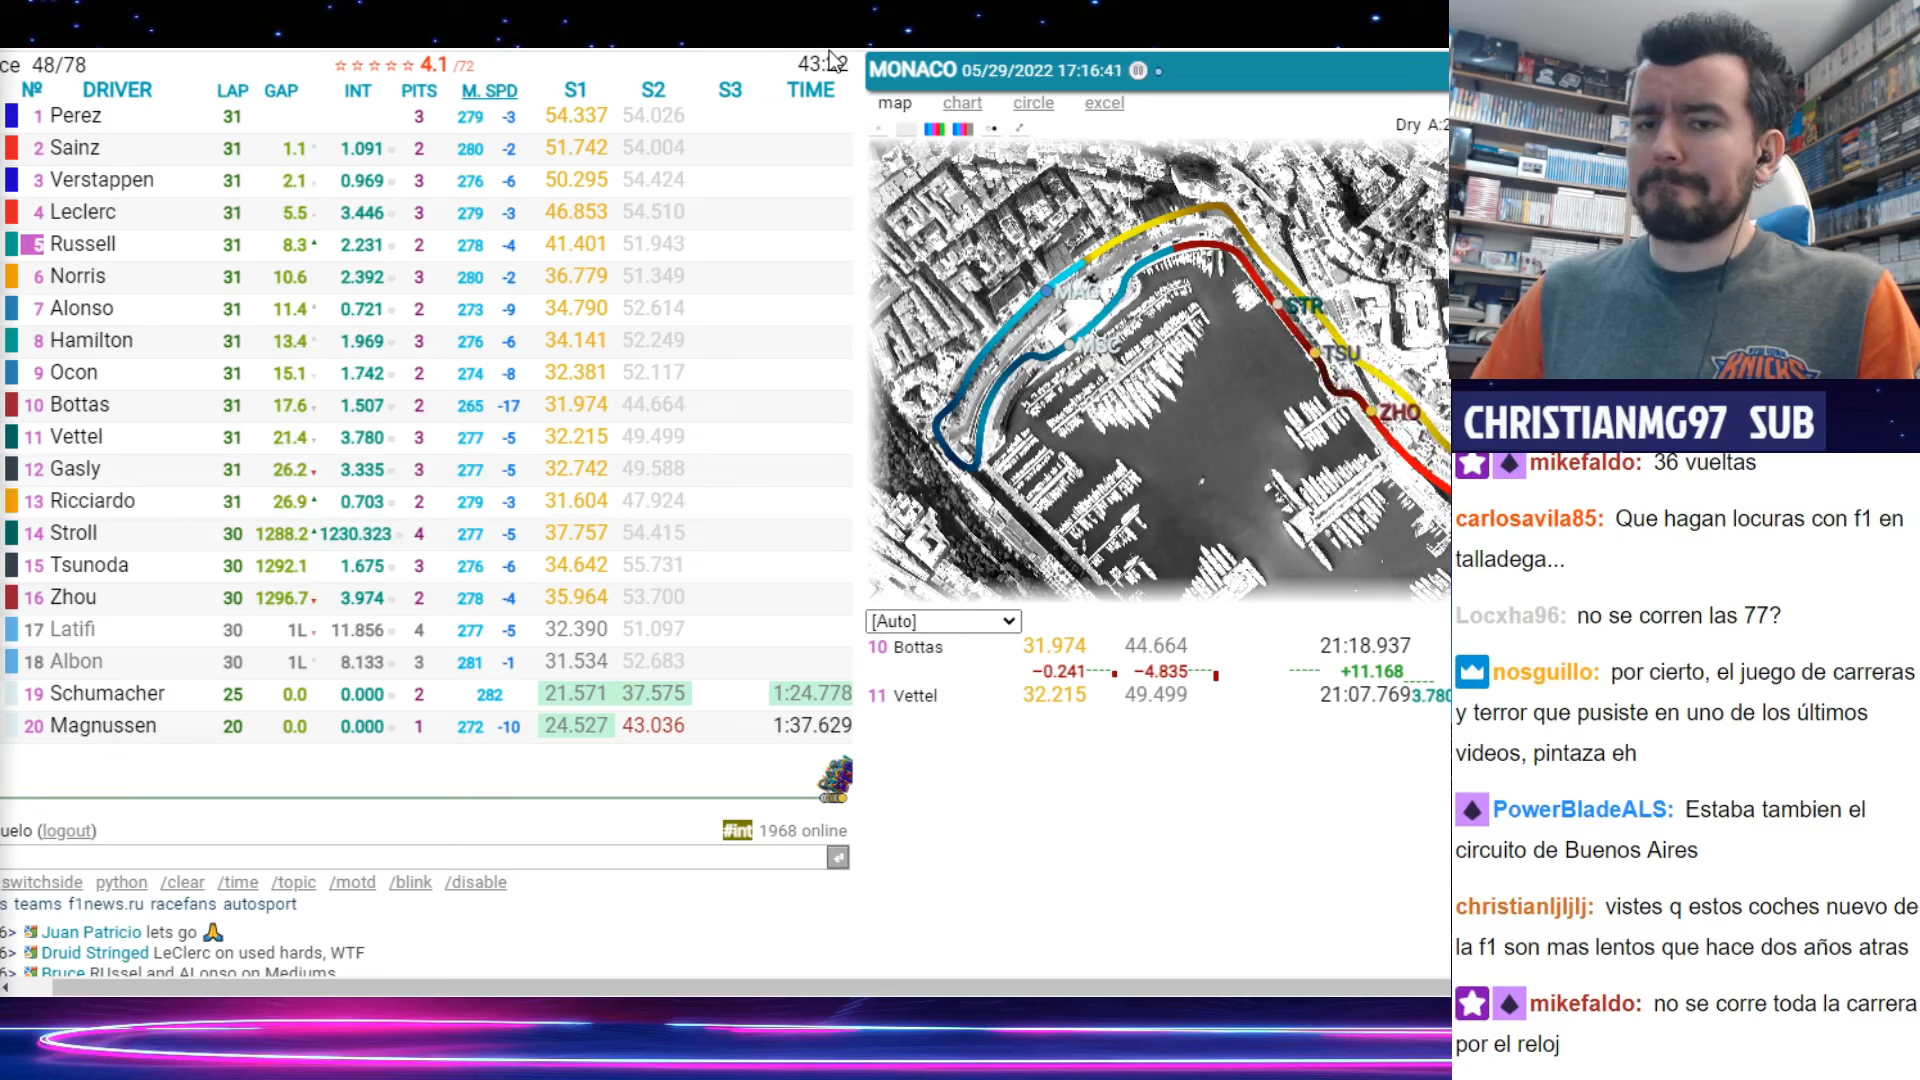 ce 48/78 ☆☆☆☆☆ 4.1 /72 43:12
Nº DRIVER LAP GAP INT PITS M. SPD S1 S2 S3 TIME
1 Perez 31 3 279 -3 54.337 54.026
2 Sainz 31 1.1 1.091 2 280 -2 51.742 54.004
3 Verstappen 31 2.1 0.969 3 276 -6 50.295 54.424
4 Leclerc 31 5.5 3.446 3 279 -3 46.853 54.510
5 Russell 31 8.3 2.231 2 278 -4 41.401 51.943
6 Norris 31 10.6 2.392 3 280 -2 36.779 51.349
7 Alonso 31 11.4 0.721 2 273 -9 34.790 52.614
8 Hamilton 31 13.4 1.969 3 276 -6 34.141 52.249
9 Ocon 31 15.1 1.742 2 274 -8 32.381 52.117
10 Bottas 31 17.6 1.507 2 265 -17 31.974 44.664
11 Vettel 31 21.4 3.780 3 277 -5 32.215 49.499
12 Gasly 31 26.2 3.335 3 277 -5 32.742 49.588
13 Ricciardo 31 26.9 0.703 2 279 -3 31.604 47.924
14 Stroll 30 1288.2 1230.323 4 277 -5 37.757 54.415
15 Tsunoda 30 1292.1 1.675 3 276 -6 34.642 55.731
16 Zhou 30 1296.7 3.974 2 278 -4 35.964 53.700
17 Latifi 30 1L 11.856 4 277 -5 32.390 51.097
18 Albon 30 1L 8.133 3 281 -1 31.534 52.683
19 Schumacher 25 0.0 0.000 2 282 21.571 37.575 1:24.778
20 Magnussen 20 0.0 0.000 1 272 -10 24.527 43.036 1:37.629
uelo (logout) #int 1968 online
switchside python /clear /time /topic /motd /blink /disable
s teams f1news.ru racefans autosport
6> Juan Patricio lets go 🙏
6> Druid Stringed LeClerc on used hards, WTF
6> Bruce RUssel and ALonso on Mediums
MONACO 05/29/2022 17:16:41
map chart circle excel
Dry A:2
MAG
STR
MSC
TSU
ZHO
[Auto]
10 Bottas 31.974 44.664 21:18.937
−0.241 −4.835 +11.168
11 Vettel 32.215 49.499 21:07.769 3.780
KNICKS
CHRISTIANMG97 SUB
mikefaldo: 36 vueltas
carlosavila85: Que hagan locuras con f1 en
talladega...
Locxha96: no se corren las 77?
nosguillo: por cierto, el juego de carreras
y terror que pusiste en uno de los últimos
videos, pintaza eh
PowerBladeALS: Estaba tambien el
circuito de Buenos Aires
christianljljlj: vistes q estos coches nuevo de
la f1 son mas lentos que hace dos años atras
mikefaldo: no se corre toda la carrera
por el reloj